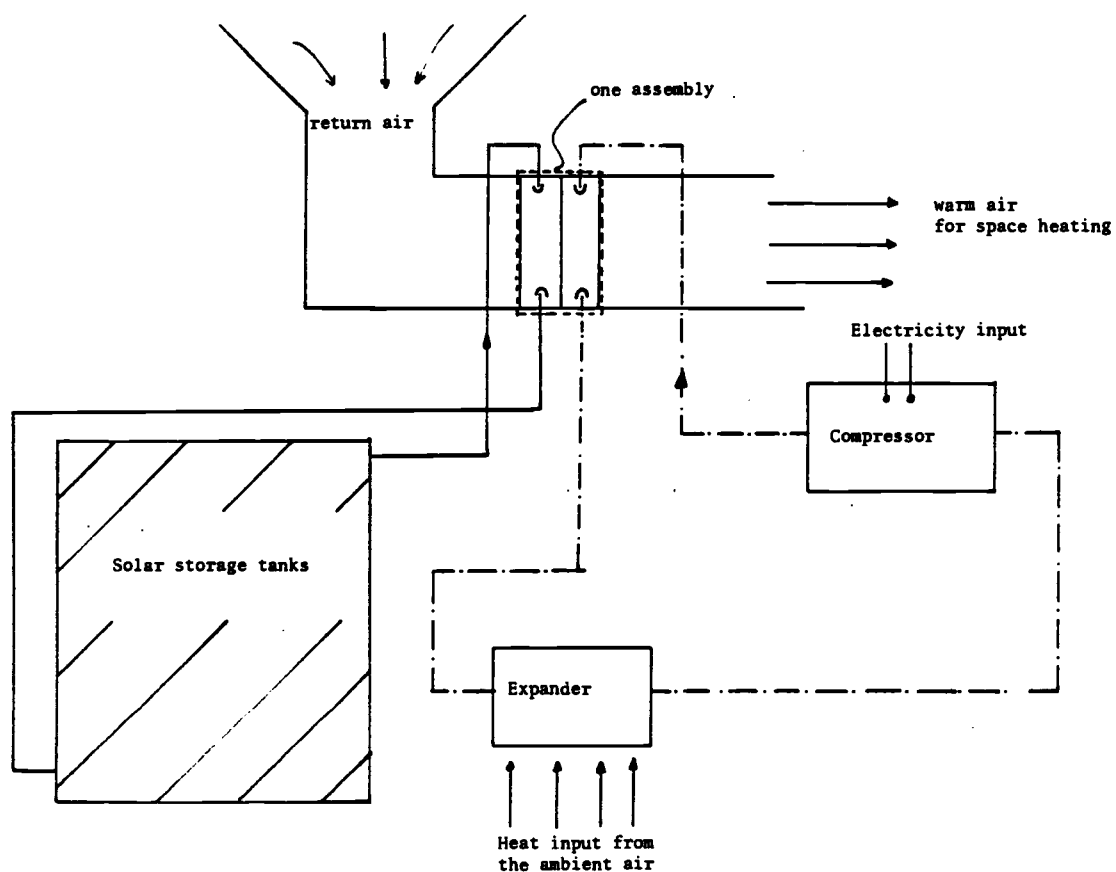 one assembly
return air
warm air
for space heating
Electricity input
Compressor
Solar storage tanks
Expander
Heat input from
the ambient air